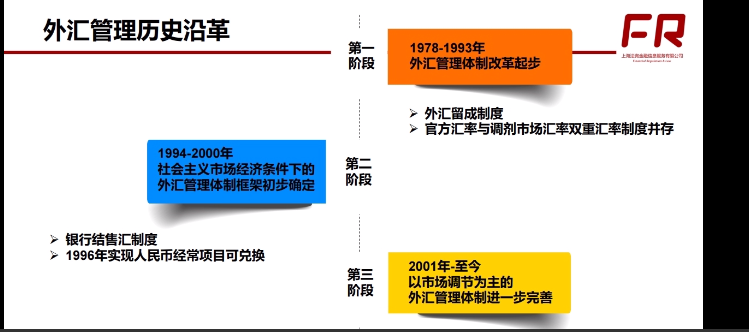 外汇管理历史沿革
FR
第一
阶段
1978-1993年
外汇管理体制改革起步
外汇留成制度
官方汇率与调剂市场汇率双重汇率制度并存
1994-2000年
社会主义市场经济条件下的
外汇管理体制框架初步确定
第二
阶段
银行结售汇制度
1996年实现人民币经常项目可兑换
第三
阶段
2001年-至今
以市场调节为主的
外汇管理体制进一步完善